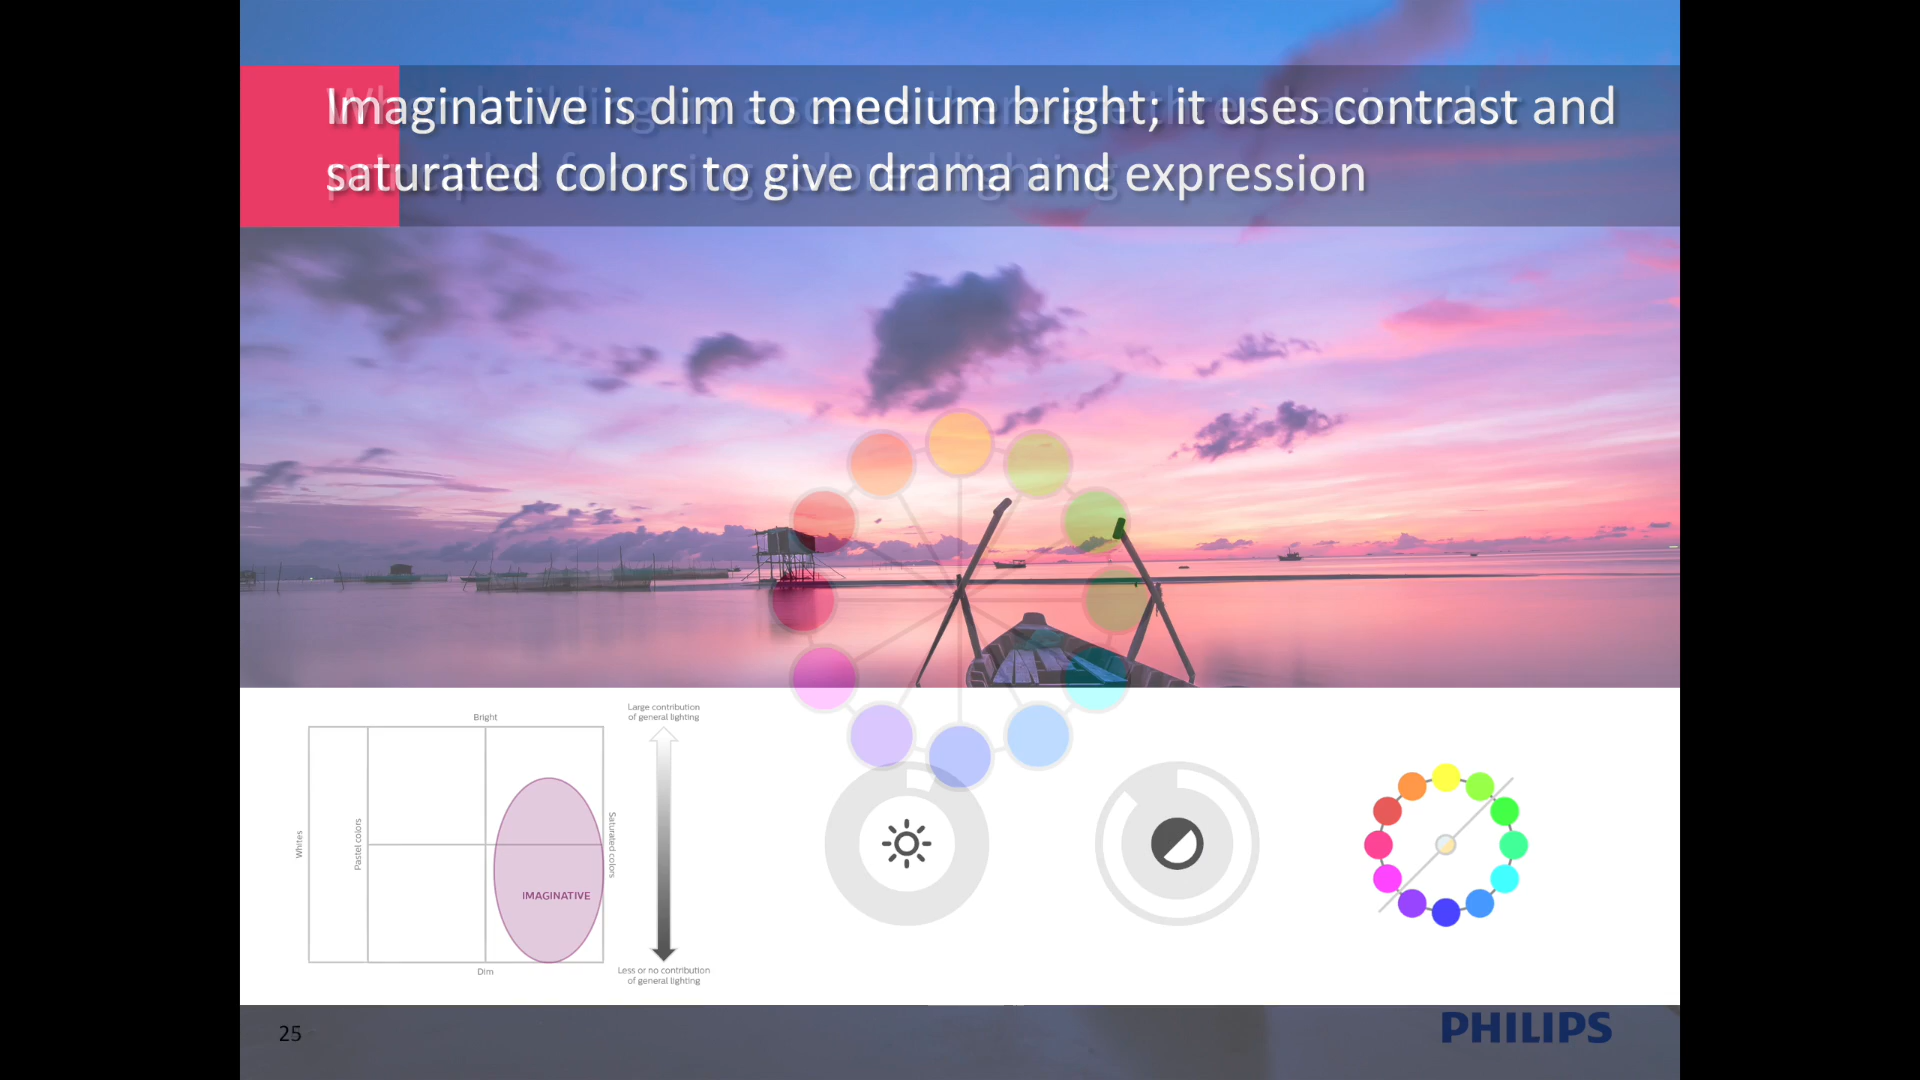 Imaginative is dim to medium bright; it uses contrast and
saturated colors to give drama and expression
Bright
Large contribution
of general lighting
Whites
Pastel colors
Saturated colors
IMAGINATIVE
Dim
Less or no contribution
of general lighting
25
PHILIPS